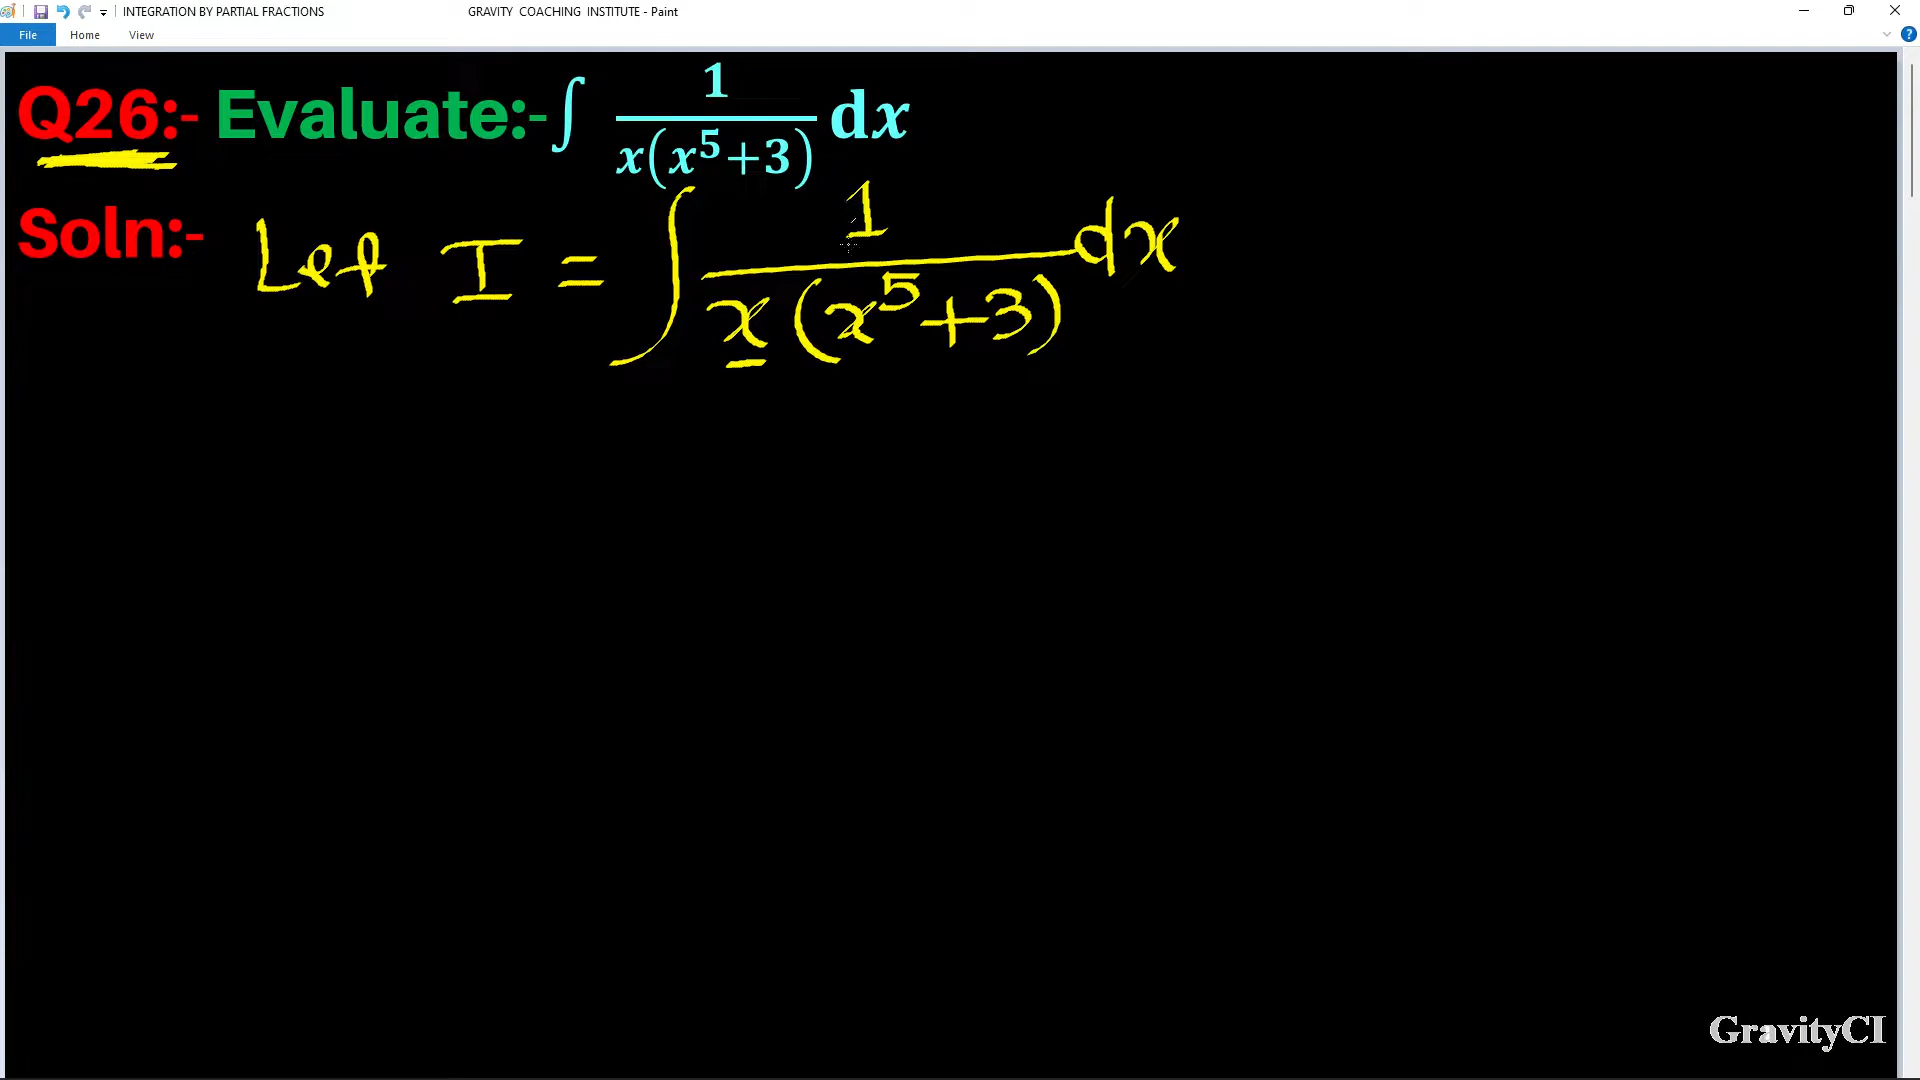 INTEGRATION BY PARTIAL FRACTIONS GRAVITY COACHING INSTITUTE - Paint
File Home View
Q26:- Evaluate:- ∫ 1/(x(x⁵+3)) dx
Soln:- Let I = ∫ 1/(x(x⁵+3)) dx
GravityCI